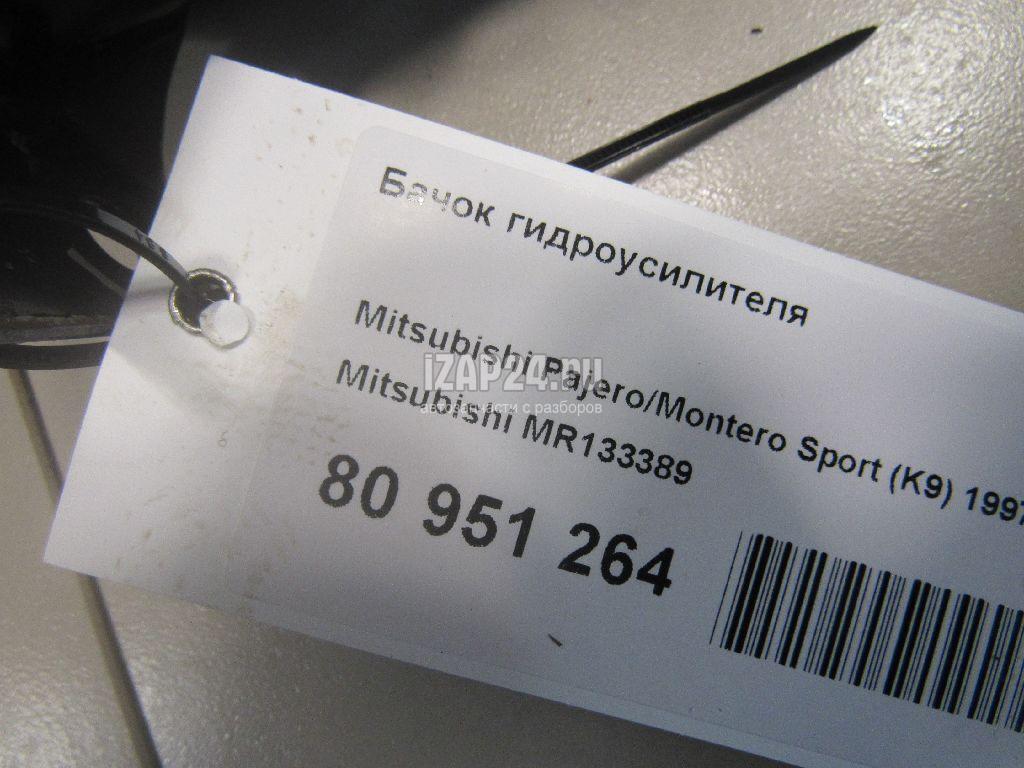 Бачок гидроусилителя
Mitsubishi Pajero/Montero Sport (K9) 1997
Mitsubishi MR133389
80 951 264
iZAP24.ru
автозапчасти с разборов